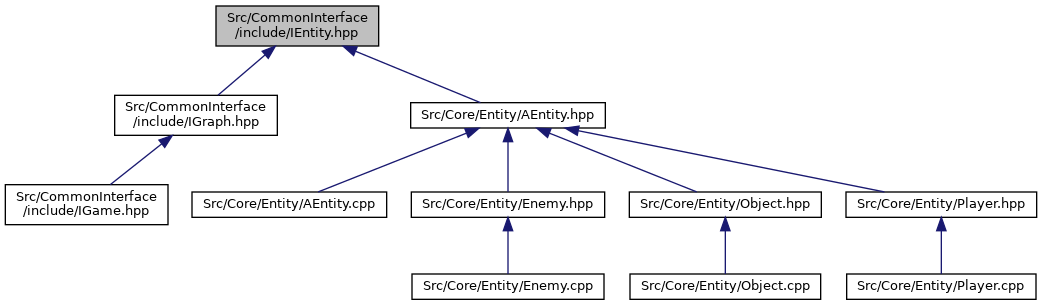 Src/CommonInterface
/include/IEntity.hpp
Src/CommonInterface
/include/IGraph.hpp
Src/Core/Entity/AEntity.hpp
Src/CommonInterface
/include/IGame.hpp
Src/Core/Entity/AEntity.cpp
Src/Core/Entity/Enemy.hpp
Src/Core/Entity/Object.hpp
Src/Core/Entity/Player.hpp
Src/Core/Entity/Enemy.cpp
Src/Core/Entity/Object.cpp
Src/Core/Entity/Player.cpp